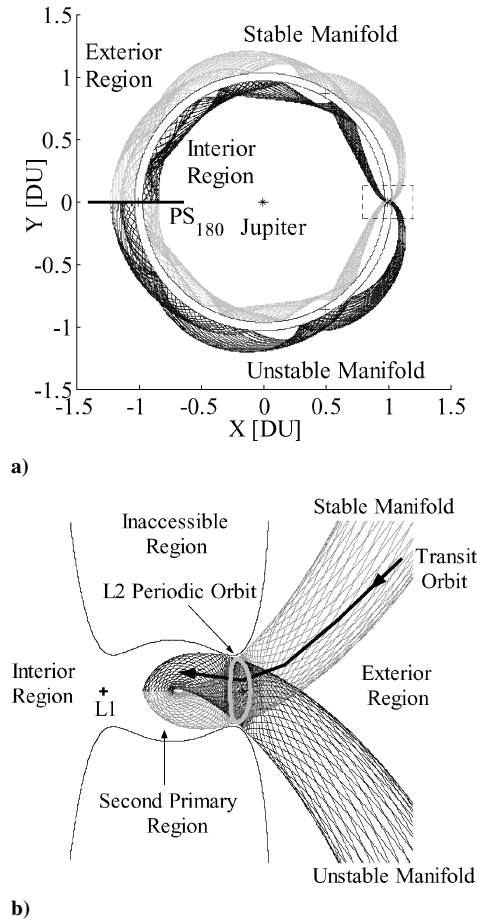 Stable Manifold
Exterior
Region
Interior
Region
PS180
Jupiter
Unstable Manifold
Y [DU]
1.5
1
0.5
0
-0.5
-1
-1.5
-1.5
-1
-0.5
0
0.5
1
1.5
X [DU]
a)
Stable Manifold
Inaccessible
Region
Transit
Orbit
L2 Periodic Orbit
Interior
Region
L1
Exterior
Region
Second Primary
Region
Unstable Manifold
b)